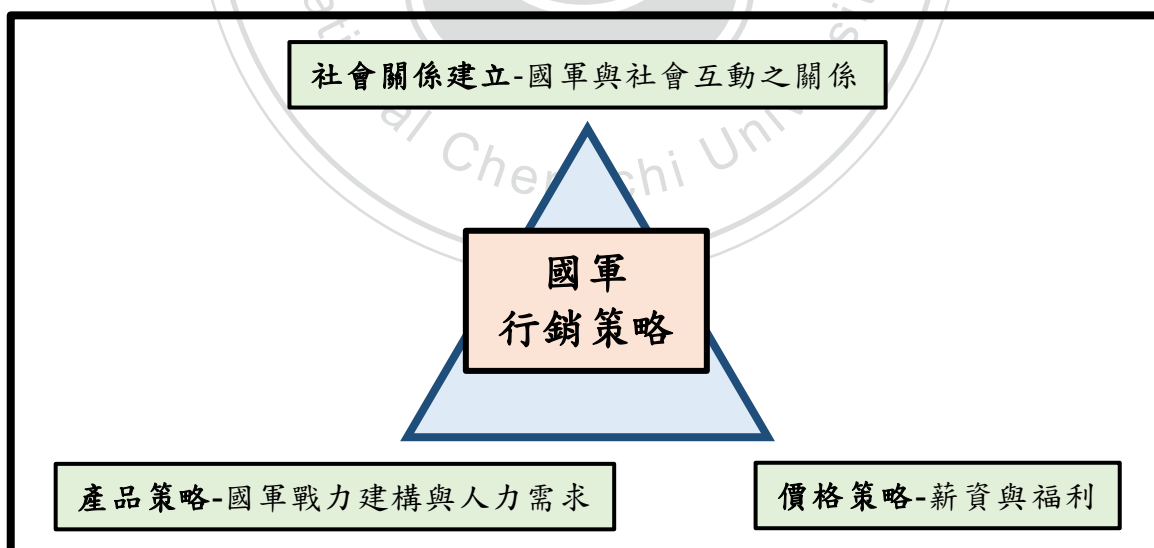 社會關係建立-國軍與社會互動之關係
國軍
行銷策略
產品策略-國軍戰力建構與人力需求
價格策略-薪資與福利